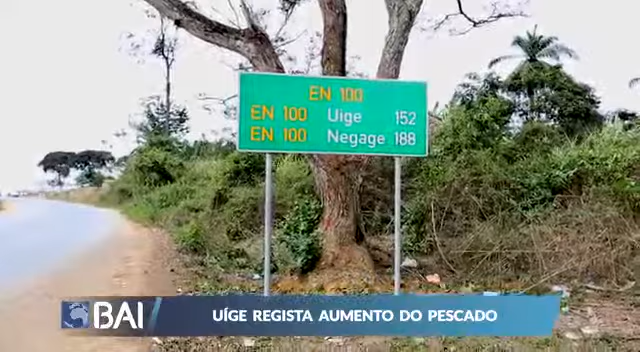 EN 100
EN 100 Uige 152
EN 100 Negage 188
BAI UÍGE REGISTA AUMENTO DO PESCADO